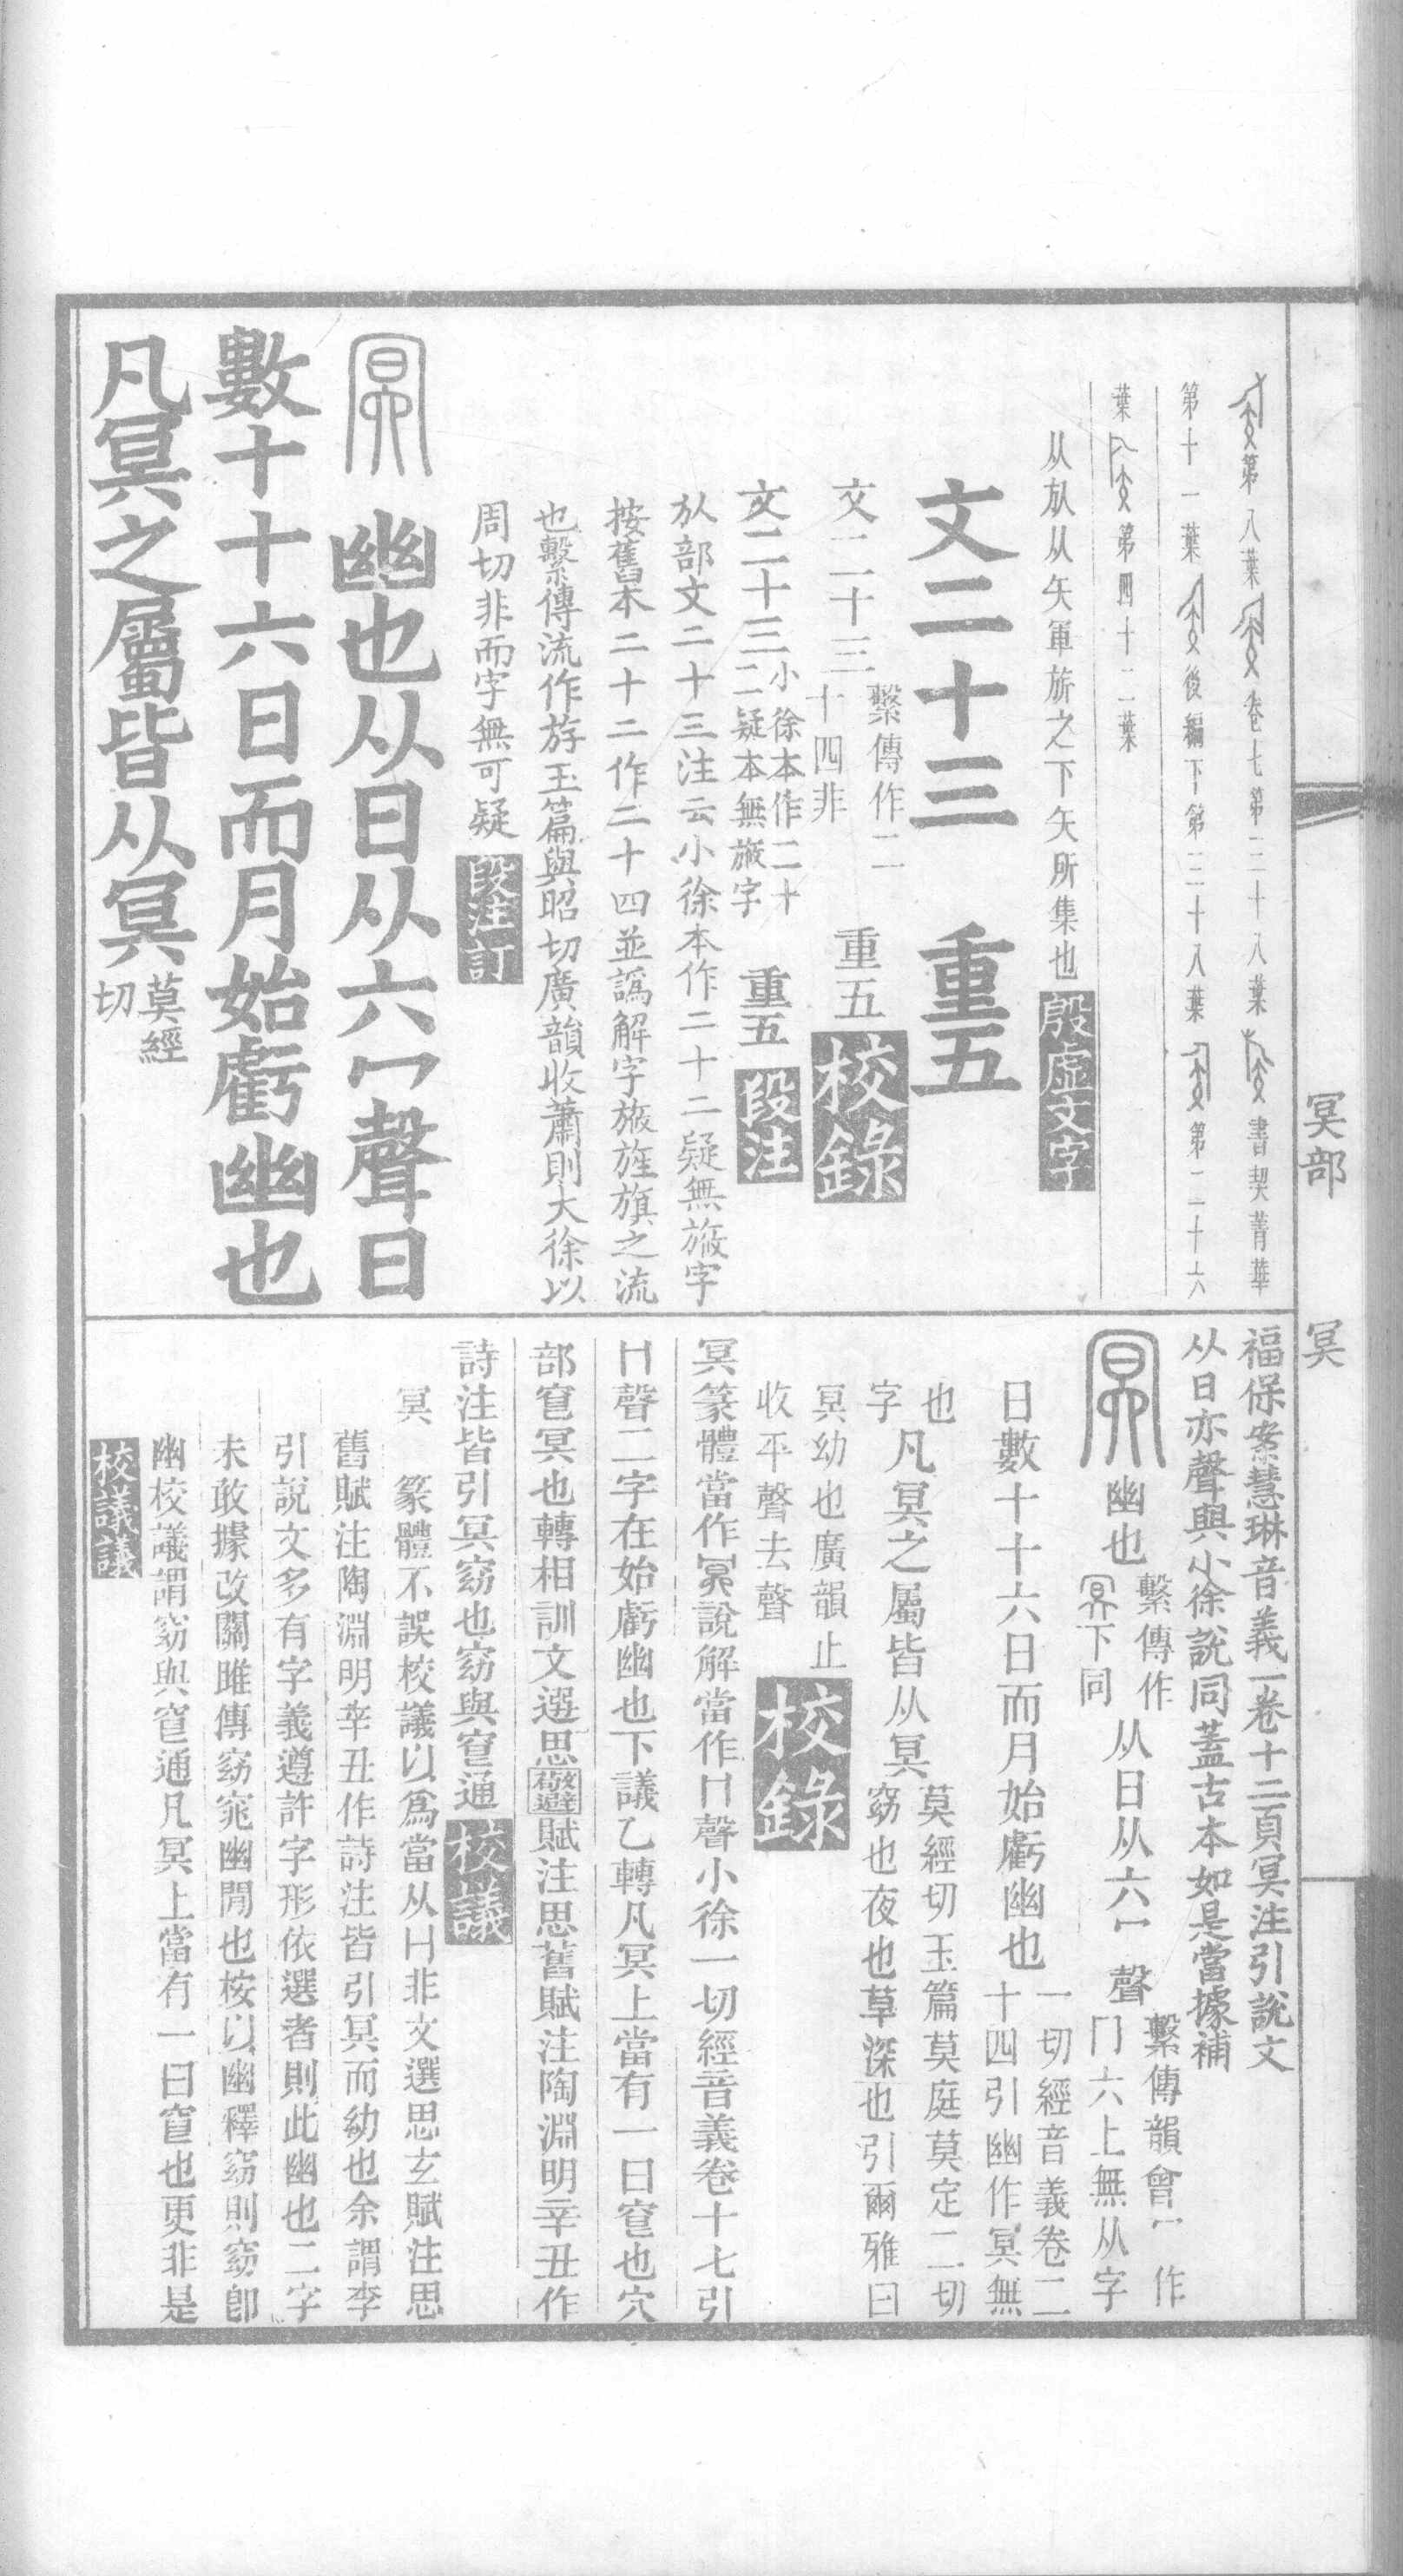 冥部　冥
第八葉　卷七第三十八葉　書契菁華
第十一葉　後編下第三十八葉　第二十六
葉　第四十二葉
从㫃从矢軍旂之下矢所集也　殷虛文字
文二十三　重五
文二十三　繫傳作二十四非　重五　校錄
文二十三　小徐本作二十二疑本無旇字　重五　段注
㫃部文二十三注云小徐本作二十二疑無旇字
按舊本二十二作二十四並譌解字旇旌旗之流
也繫傳流作斿玉篇與昭切廣韻收蕭則大徐以
周切非而字無可疑　段注訂
幽也从日从六冖聲日
數十十六日而月始虧幽也
凡冥之屬皆从冥　莫經切
福保案慧琳音義一卷十二頁冥注引說文
从日亦聲與小徐說同蓋古本如是當據補
幽也　繫傳作下同　从日从六冖聲　繫傳韻會冖作冂六上無从字
日數十十六日而月始虧幽也　一切經音義卷二十四引幽作冥無
也字　凡冥之屬皆从冥　莫經切玉篇莫庭莫定二切窈也夜也草深也引爾雅曰
冥幼也廣韻止收平聲去聲　校錄
冥篆體當作說解當作聲小徐一切經音義卷十七引
聲二字在始虧幽也下議乙轉凡冥上當有一曰窅也穴
部窅冥也轉相訓文選思賦注思舊賦注陶淵明辛丑作
詩注皆引冥窈也窈與窅通　校議
冥　篆體不誤校議以爲當从非文選思玄賦注思
舊賦注陶淵明辛丑作詩注皆引冥而幼也余謂李
引說文多有字義遵許字形依選者則此幽也二字
未敢據改關雎傳窈窕幽閒也按以幽釋窈則窈卽
幽校議謂窈與窅通凡冥上當有一曰窅也更非是
校議議